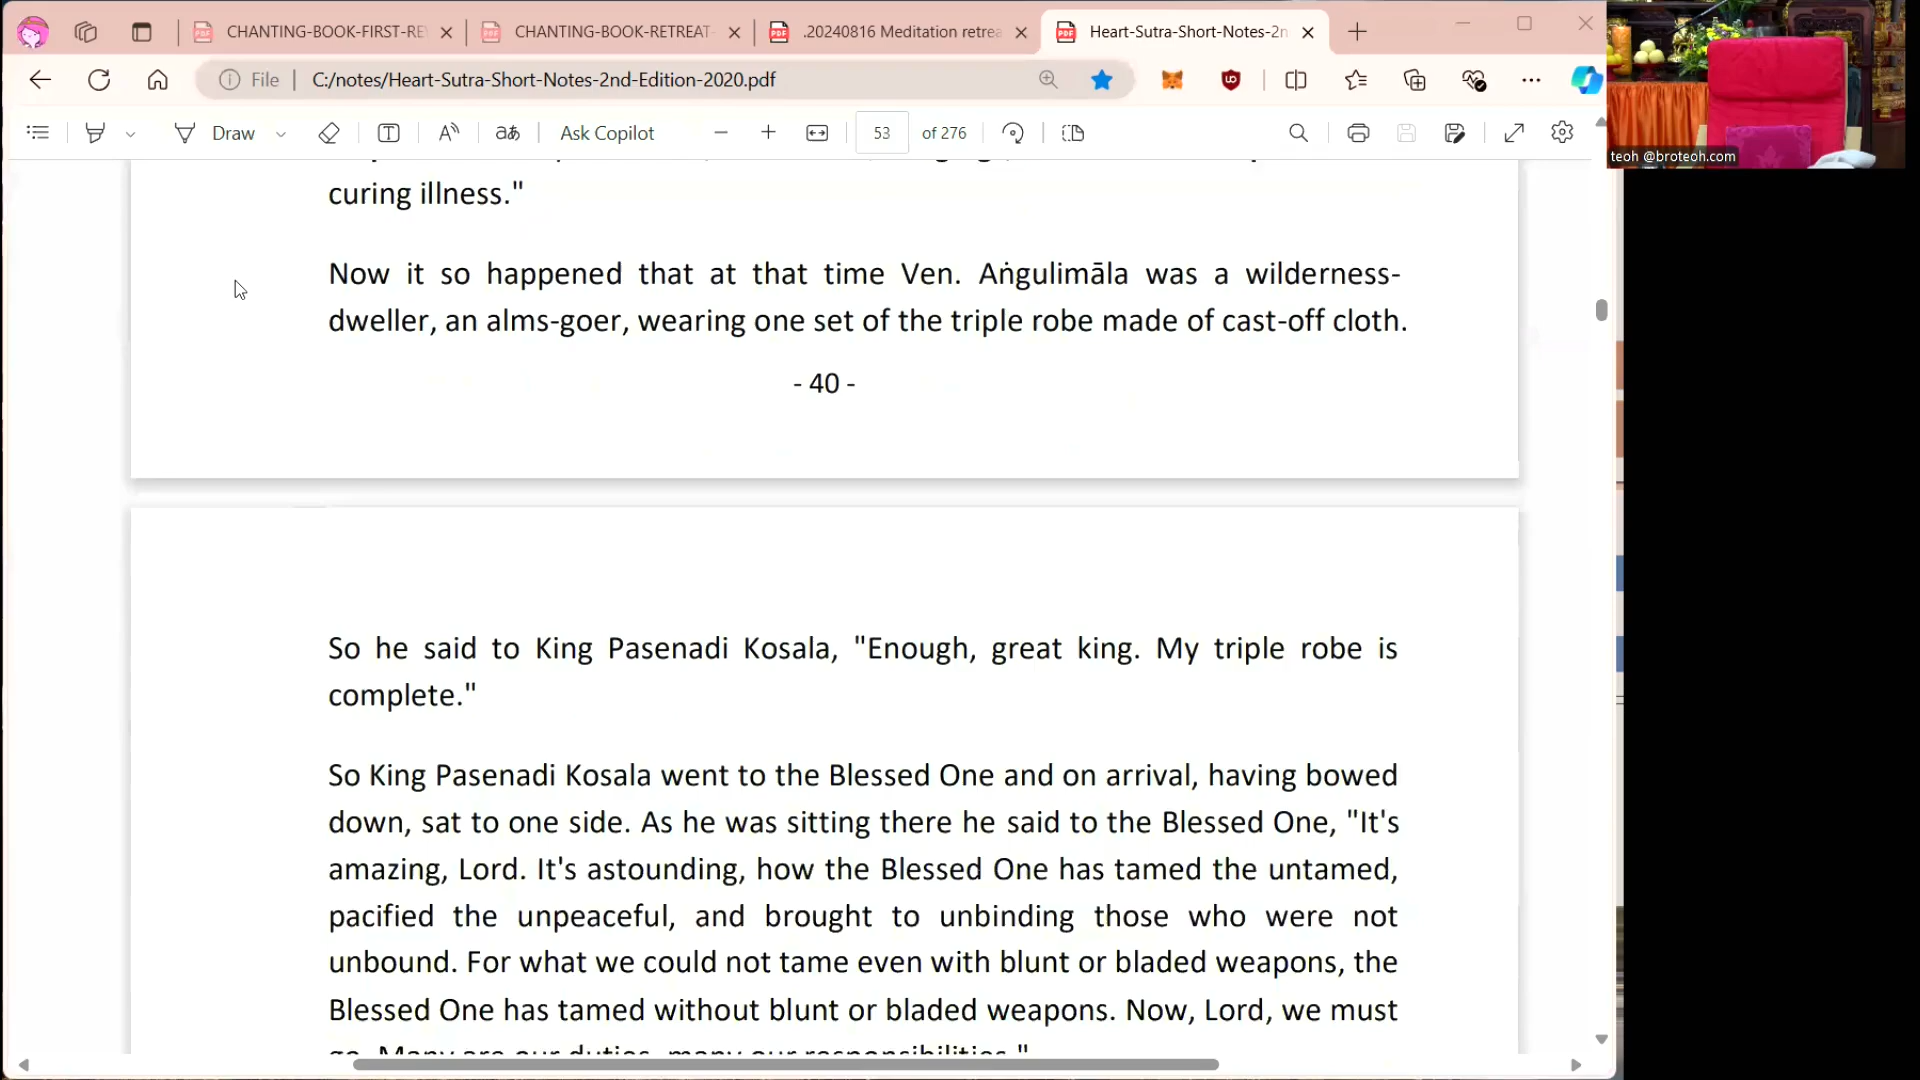 CHANTING-BOOK-FIRST-RE
CHANTING-BOOK-RETREAT-
.20240816 Meditation retrea
Heart-Sutra-Short-Notes-2n
File
C:/notes/Heart-Sutra-Short-Notes-2nd-Edition-2020.pdf
Draw
Ask Copilot
53
of 276
teoh @broteoh.com
curing illness."
Now it so happened that at that time Ven. Aṅgulimāla was a wilderness-
dweller, an alms-goer, wearing one set of the triple robe made of cast-off cloth.
- 40 -
So he said to King Pasenadi Kosala, "Enough, great king. My triple robe is
complete."
So King Pasenadi Kosala went to the Blessed One and on arrival, having bowed
down, sat to one side. As he was sitting there he said to the Blessed One, "It's
amazing, Lord. It's astounding, how the Blessed One has tamed the untamed,
pacified the unpeaceful, and brought to unbinding those who were not
unbound. For what we could not tame even with blunt or bladed weapons, the
Blessed One has tamed without blunt or bladed weapons. Now, Lord, we must
go. Many are our duties, many our responsibilities."